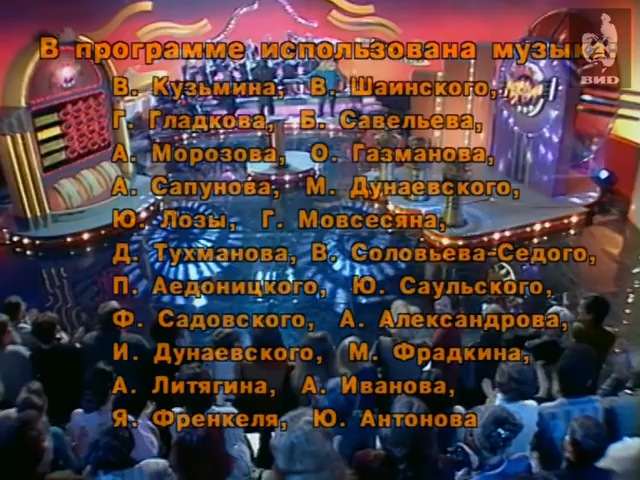 В программе использована музыка:
ВИD
В. Кузьмина, В. Шаинского,
Г. Гладкова, Б. Савельева,
А. Морозова, О. Газманова,
А. Сапунова, М. Дунаевского,
Ю. Лозы, Г. Мовсесяна,
Д. Тухманова, В. Соловьева-Седого,
П. Аедоницкого, Ю. Саульского,
Ф. Садовского, А. Александрова,
И. Дунаевского, М. Фрадкина,
А. Литягина, А. Иванова,
Я. Френкеля, Ю. Антонова